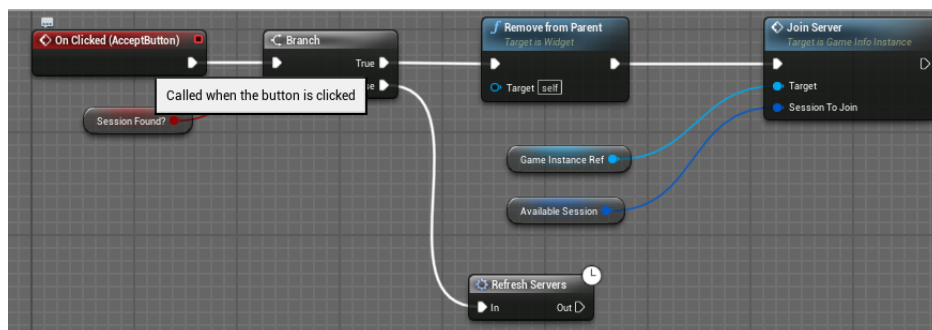 On Clicked (AcceptButton)
Branch
True
Called when the button is clicked
Session Found?
Remove from Parent
Target is Widget
Target self
Join Server
Target is Game Info Instance
Target
Session To Join
Game Instance Ref
Available Session
Refresh Servers
In Out